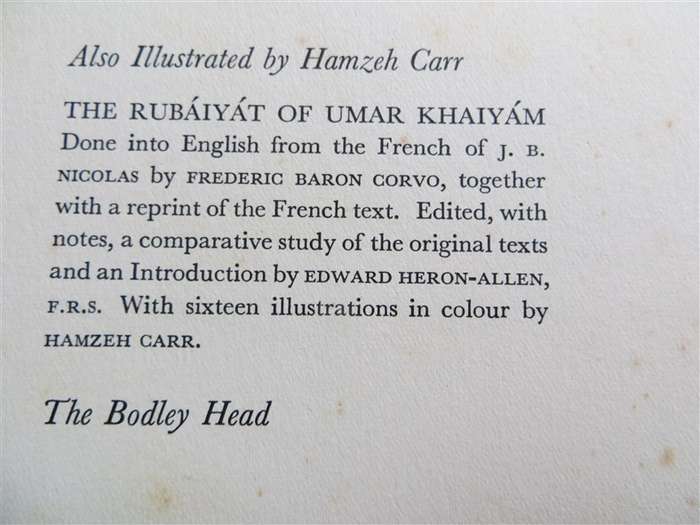 Also Illustrated by Hamzeh Carr
THE RUBÁIYÁT OF UMAR KHAIYÁM
Done into English from the French of J. B.
NICOLAS by FREDERIC BARON CORVO, together
with a reprint of the French text. Edited, with
notes, a comparative study of the original texts
and an Introduction by EDWARD HERON-ALLEN,
F.R.S. With sixteen illustrations in colour by
HAMZEH CARR.
The Bodley Head